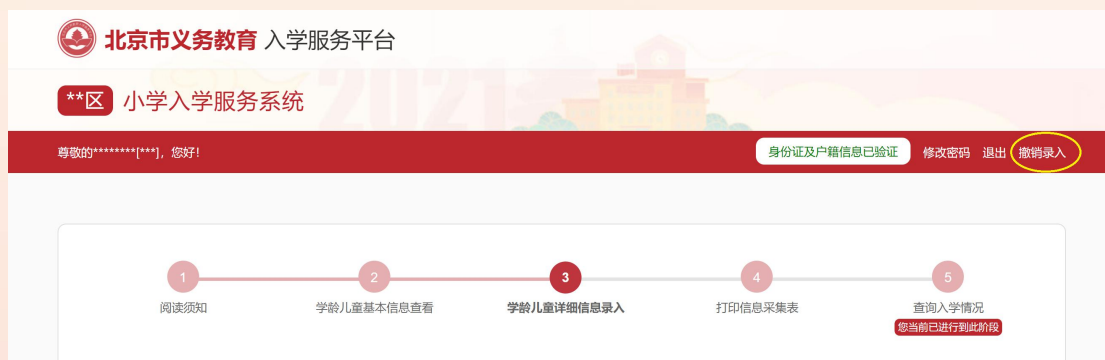 北京市义务教育 入学服务平台
2021
**区 小学入学服务系统
尊敬的********[***]，您好！ 身份证及户籍信息已验证 修改密码 退出 撤销录入
1 2 3 4 5
阅读须知 学龄儿童基本信息查看 学龄儿童详细信息录入 打印信息采集表 查询入学情况
您当前已进行到此阶段